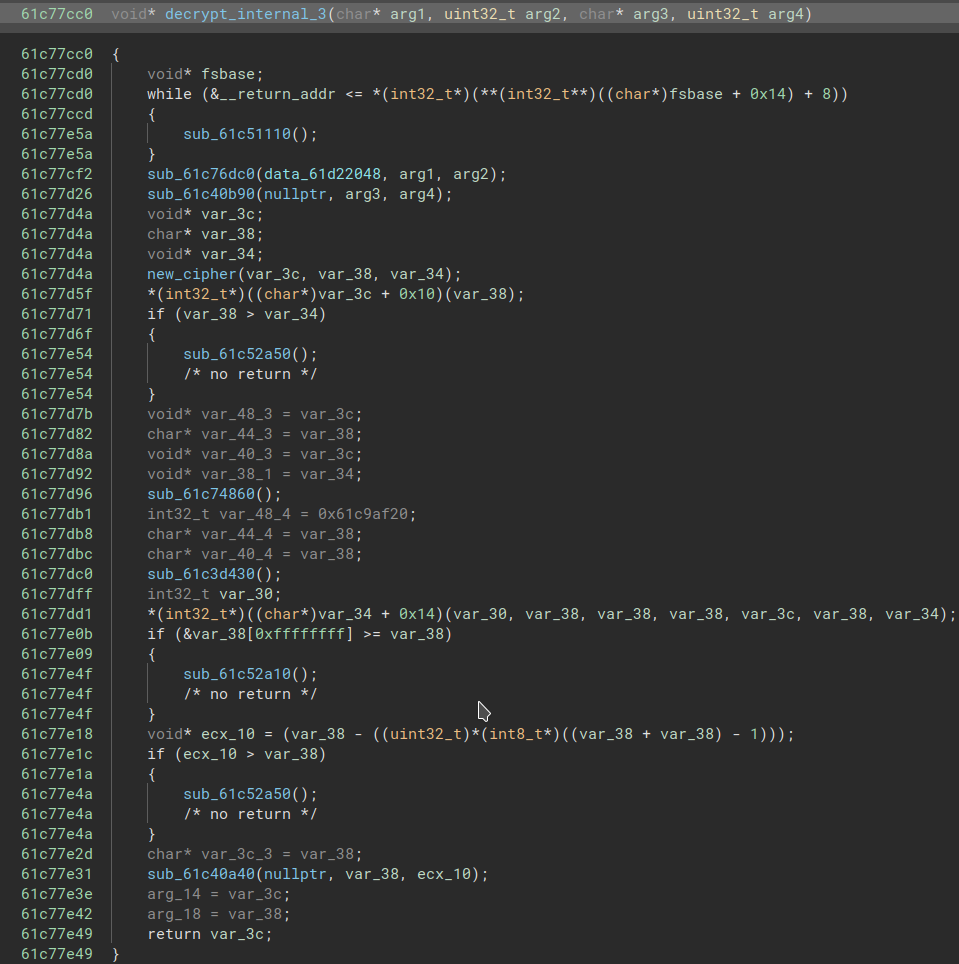 61c77cc0 void* decrypt_internal_3(char* arg1, uint32_t arg2, char* arg3, uint32_t arg4)
61c77cc0 {
61c77cd0 void* fsbase;
61c77cd0 while (&__return_addr <= *(int32_t*)(**(int32_t**)((char*)fsbase + 0x14) + 8))
61c77ccd {
61c77e5a sub_61c51110();
61c77e5a }
61c77cf2 sub_61c76dc0(data_61d22048, arg1, arg2);
61c77d26 sub_61c40b90(nullptr, arg3, arg4);
61c77d4a void* var_3c;
61c77d4a char* var_38;
61c77d4a void* var_34;
61c77d4a new_cipher(var_3c, var_38, var_34);
61c77d5f *(int32_t*)((char*)var_3c + 0x10)(var_38);
61c77d71 if (var_38 > var_34)
61c77d6f {
61c77e54 sub_61c52a50();
61c77e54 /* no return */
61c77e54 }
61c77d7b void* var_48_3 = var_3c;
61c77d82 char* var_44_3 = var_38;
61c77d8a void* var_40_3 = var_3c;
61c77d92 void* var_38_1 = var_34;
61c77d96 sub_61c74860();
61c77db1 int32_t var_48_4 = 0x61c9af20;
61c77db8 char* var_44_4 = var_38;
61c77dbc char* var_40_4 = var_38;
61c77dc0 sub_61c3d430();
61c77dff int32_t var_30;
61c77dd1 *(int32_t*)((char*)var_34 + 0x14)(var_30, var_38, var_38, var_38, var_3c, var_38, var_34);
61c77e0b if (&var_38[0xffffffff] >= var_38)
61c77e09 {
61c77e4f sub_61c52a10();
61c77e4f /* no return */
61c77e4f }
61c77e18 void* ecx_10 = (var_38 - ((uint32_t)*(int8_t*)((var_38 + var_38) - 1)));
61c77e1c if (ecx_10 > var_38)
61c77e1a {
61c77e4a sub_61c52a50();
61c77e4a /* no return */
61c77e4a }
61c77e2d char* var_3c_3 = var_38;
61c77e31 sub_61c40a40(nullptr, var_38, ecx_10);
61c77e3e arg_14 = var_3c;
61c77e42 arg_18 = var_38;
61c77e49 return var_3c;
61c77e49 }